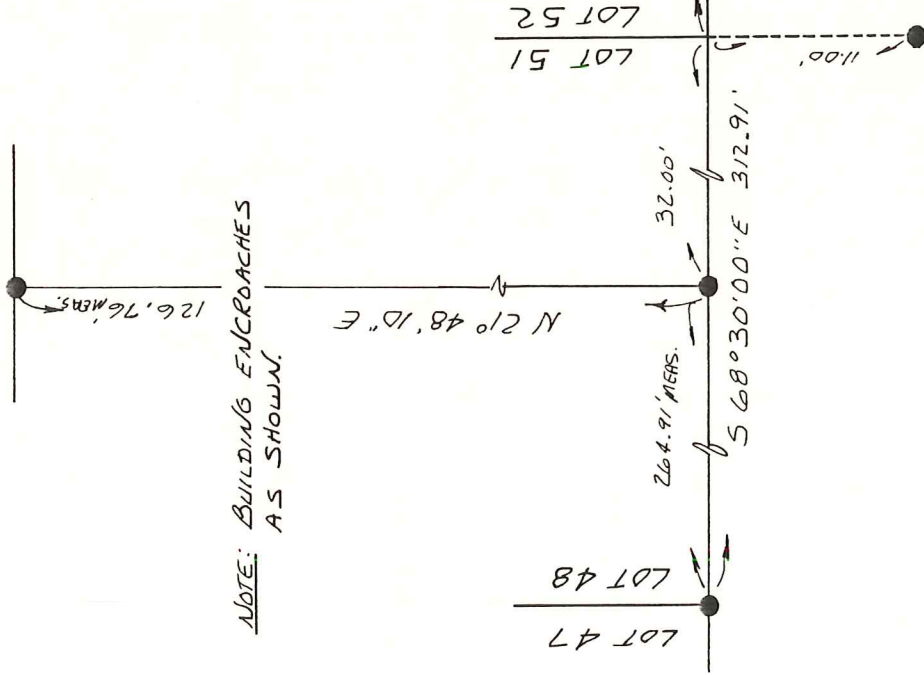 LOT 52
LOT 51
11.00'
32.00'
S 68° 30' 00" E 312.91'
126.76' MEAS.
N 21° 48' 10" E
NOTE: BUILDING ENCROACHES
AS SHOWN.
264.91' MEAS.
LOT 48
LOT 47